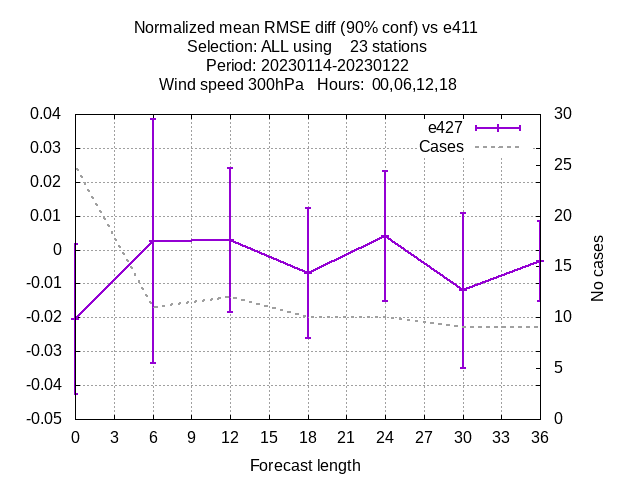 Normalized mean RMSE diff (90% conf) vs e411
Selection: ALL using    23 stations
Period: 20230114-20230122
Wind speed 300hPa   Hours:  00,06,12,18
e427
Cases
0.04
0.03
0.02
0.01
0
-0.01
-0.02
-0.03
-0.04
-0.05
30
25
20
15
10
5
0
No cases
0 3 6 9 12 15 18 21 24 27 30 33 36
Forecast length